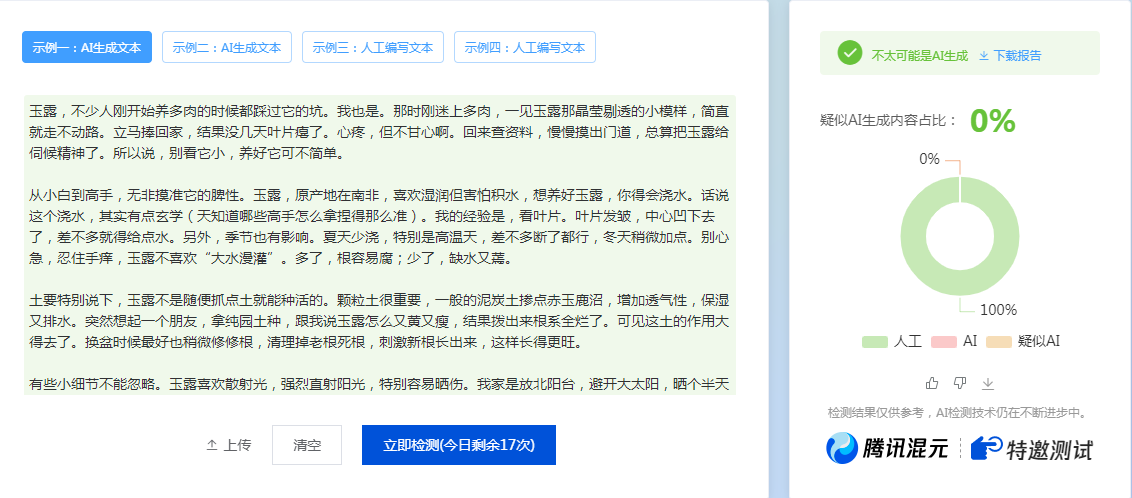 示例一：AI生成文本
示例二：AI生成文本
示例三：人工编写文本
示例四：人工编写文本
玉露，不少人刚开始养多肉的时候都踩过它的坑。我也是。那时刚迷上多肉，一见玉露那晶莹剔透的小模样，简直
就走不动路。立马捧回家，结果没几天叶片瘪了。心疼，但不甘心啊。回来查资料，慢慢摸出门道，总算把玉露给
伺候精神了。所以说，别看它小，养好它可不简单。
从小白到高手，无非摸准它的脾性。玉露，原产地在南非，喜欢湿润但害怕积水，想养好玉露，你得会浇水。话说
这个浇水，其实有点玄学（天知道哪些高手怎么拿捏得那么准）。我的经验是，看叶片。叶片发皱，中心凹下去
了，差不多就得给点水。另外，季节也有影响。夏天少浇，特别是高温天，差不多断了都行，冬天稍微加点。别心
急，忍住手痒，玉露不喜欢“大水漫灌”。多了，根容易腐；少了，缺水又蔫。
土要特别说下，玉露不是随便抓点土就能种活的。颗粒土很重要，一般的泥炭土掺点赤玉鹿沼，增加透气性，保湿
又排水。突然想起一个朋友，拿纯园土种，跟我说玉露怎么又黄又瘦，结果拨出来根系全烂了。可见这土的作用大
得去了。换盆时候最好也稍微修修根，清理掉老根死根，刺激新根长出来，这样长得更旺。
有些小细节不能忽略。玉露喜欢散射光，强烈直射阳光，特别容易晒伤。我家是放北阳台，避开大太阳，晒个半天
上传
清空
立即检测(今日剩余17次)
不太可能是AI生成
下载报告
疑似AI生成内容占比： 0%
0%
100%
人工
AI
疑似AI
检测结果仅供参考，AI检测技术仍在不断进步中。
腾讯混元
特邀测试